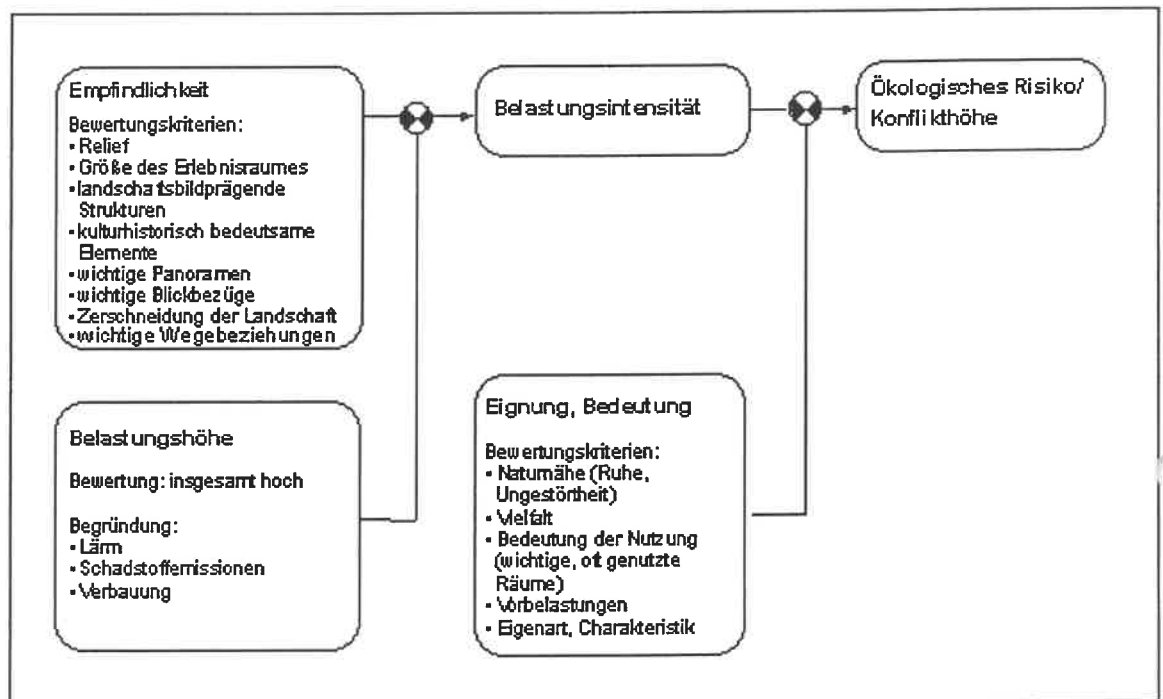 Empfindlichkeit
Bewertungskriterien:
• Relief
• Größe des Erlebnisraumes
• landschaftsbildprägende
Strukturen
• kulturhistorisch bedeutsame
Elemente
• wichtige Panoramen
• wichtige Blickbezüge
• Zerschneidung der Landschaft
• wichtige Wegebeziehungen
Belastungsintensität
Ökologisches Risiko/
Konflikthöhe
Belastungshöhe
Bewertung: insgesamt hoch
Begründung:
• Lärm
• Schadstoffemissionen
• Verbauung
Eignung, Bedeutung
Bewertungskriterien:
• Naturnähe (Ruhe,
Ungestörtheit)
• Vielfalt
• Bedeutung der Nutzung
(wichtige, oft genutzte
Räume)
• Vorbelastungen
• Eigenart, Charakteristik